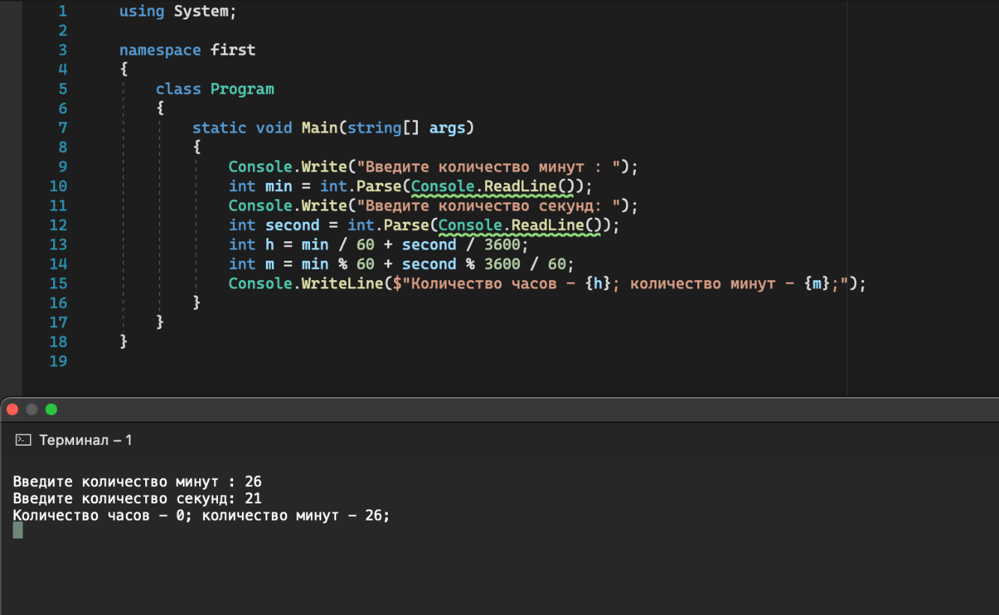 1 using System;
2
3 namespace first
4 {
5 class Program
6 {
7 static void Main(string[] args)
8 {
9 Console.Write("Введите количество минут : ");
10 int min = int.Parse(Console.ReadLine());
11 Console.Write("Введите количество секунд: ");
12 int second = int.Parse(Console.ReadLine());
13 int h = min / 60 + second / 3600;
14 int m = min % 60 + second % 3600 / 60;
15 Console.WriteLine($"Количество часов – {h}; количество минут – {m};");
16 }
17 }
18 }
19
Терминал – 1
Введите количество минут : 26
Введите количество секунд: 21
Количество часов – 0; количество минут – 26;